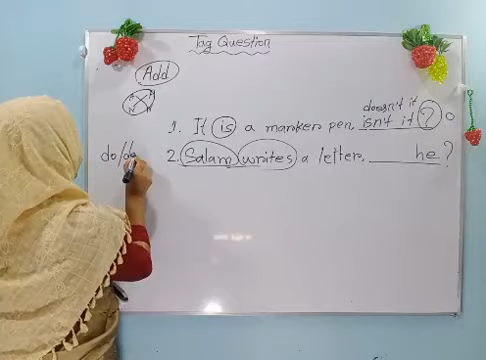 Tag Question
Add
doesn't it
1. It is a marker pen, isn't it ?
do/do 2. Salam writes a letter, ____ he ?